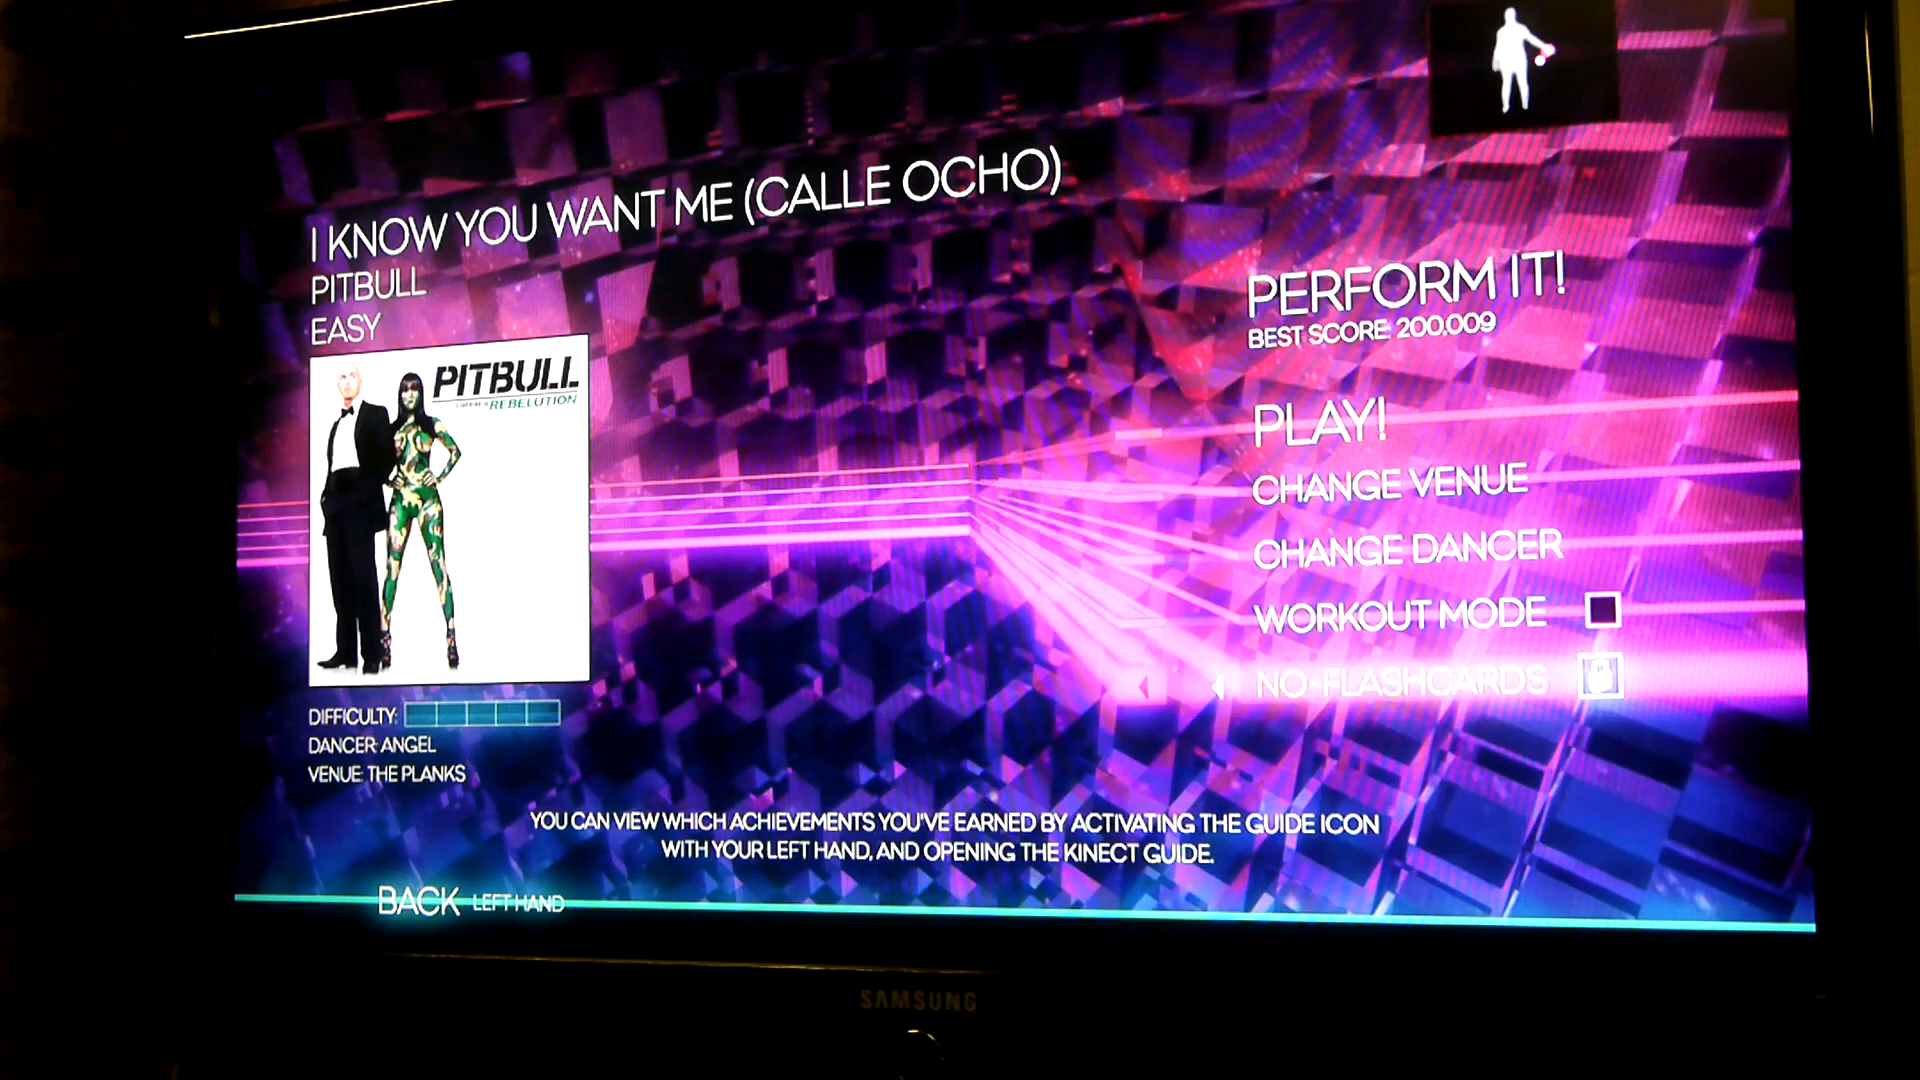 I KNOW YOU WANT ME (CALLE OCHO)
PITBULL
EASY
PITBULL
REBELUTION
DIFFICULTY:
DANCER: ANGEL
VENUE: THE PLANKS
PERFORM IT!
BEST SCORE: 200,009
PLAY!
CHANGE VENUE
CHANGE DANCER
WORKOUT MODE
NO-FLASHCARDS
YOU CAN VIEW WHICH ACHIEVEMENTS YOU'VE EARNED BY ACTIVATING THE GUIDE ICON
WITH YOUR LEFT HAND, AND OPENING THE KINECT GUIDE.
BACK LEFT HAND
SAMSUNG